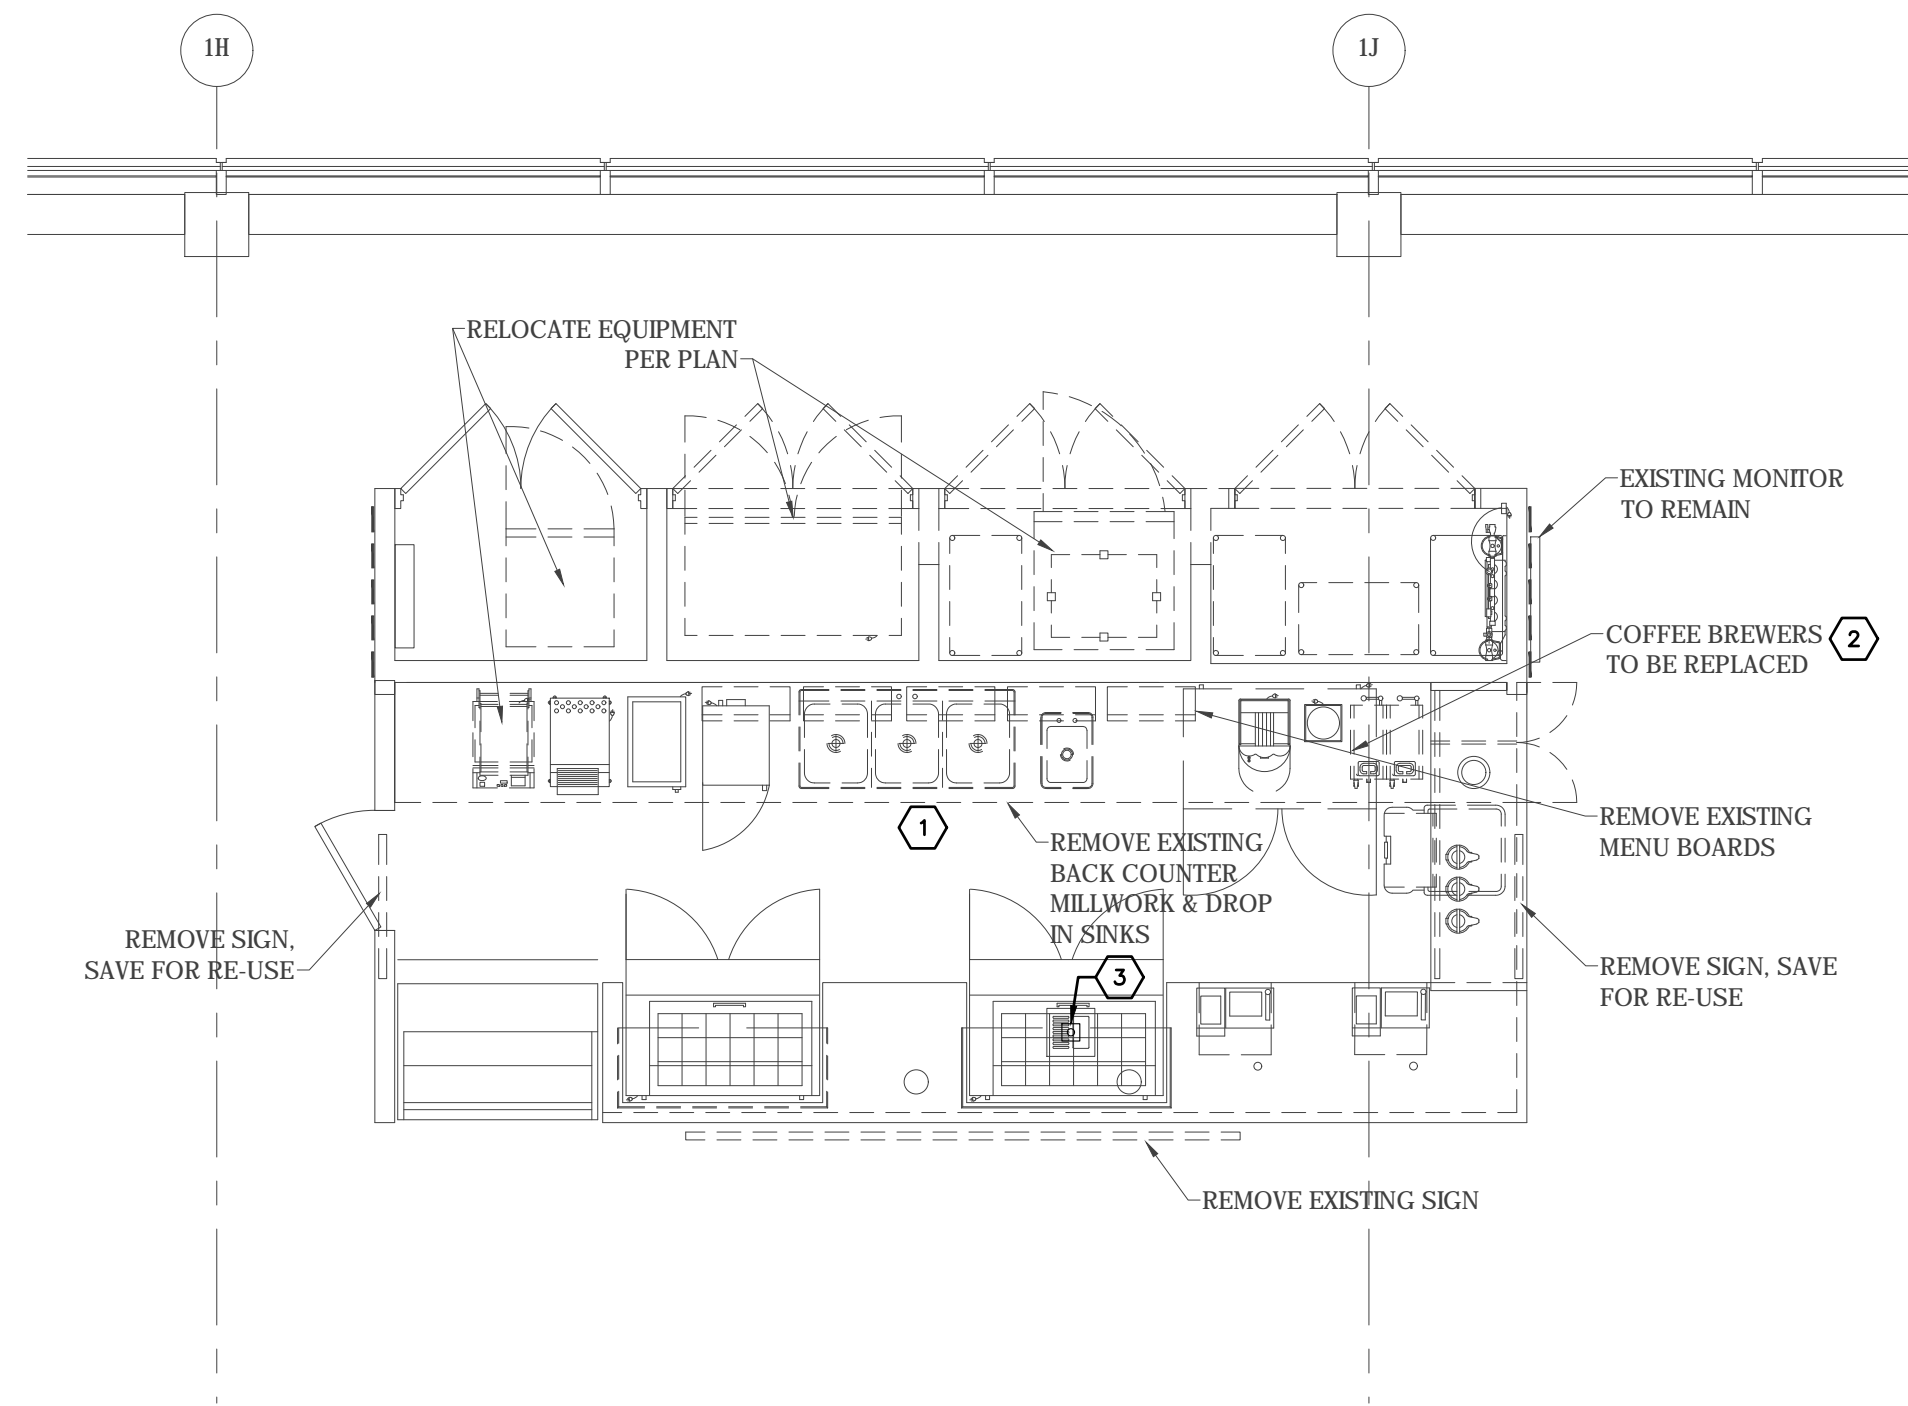 1H
1J
RELOCATE EQUIPMENT
PER PLAN
EXISTING MONITOR
TO REMAIN
COFFEE BREWERS
TO BE REPLACED
2
1
REMOVE EXISTING
BACK COUNTER
MILLWORK & DROP
IN SINKS
REMOVE EXISTING
MENU BOARDS
REMOVE SIGN,
SAVE FOR RE-USE
3
REMOVE SIGN, SAVE
FOR RE-USE
REMOVE EXISTING SIGN